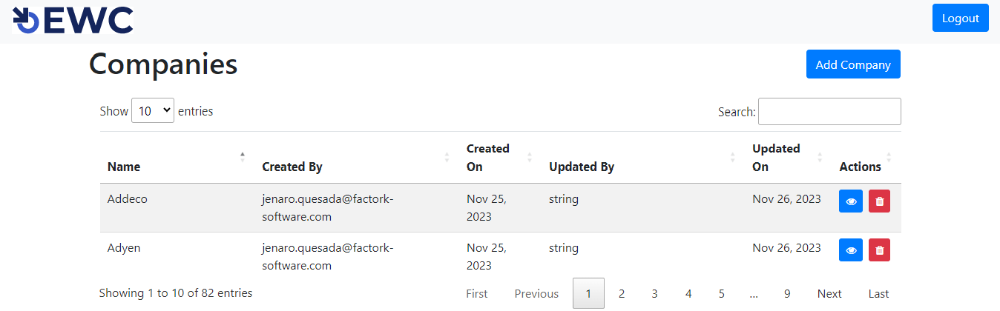 EWC
Logout
Companies
Add Company
Show 10 entries
Search:
Name Created By Created On Updated By Updated On Actions
Addeco jenaro.quesada@factork-software.com Nov 25, 2023 string Nov 26, 2023
Adyen jenaro.quesada@factork-software.com Nov 25, 2023 string Nov 26, 2023
Showing 1 to 10 of 82 entries
First Previous 1 2 3 4 5 ... 9 Next Last